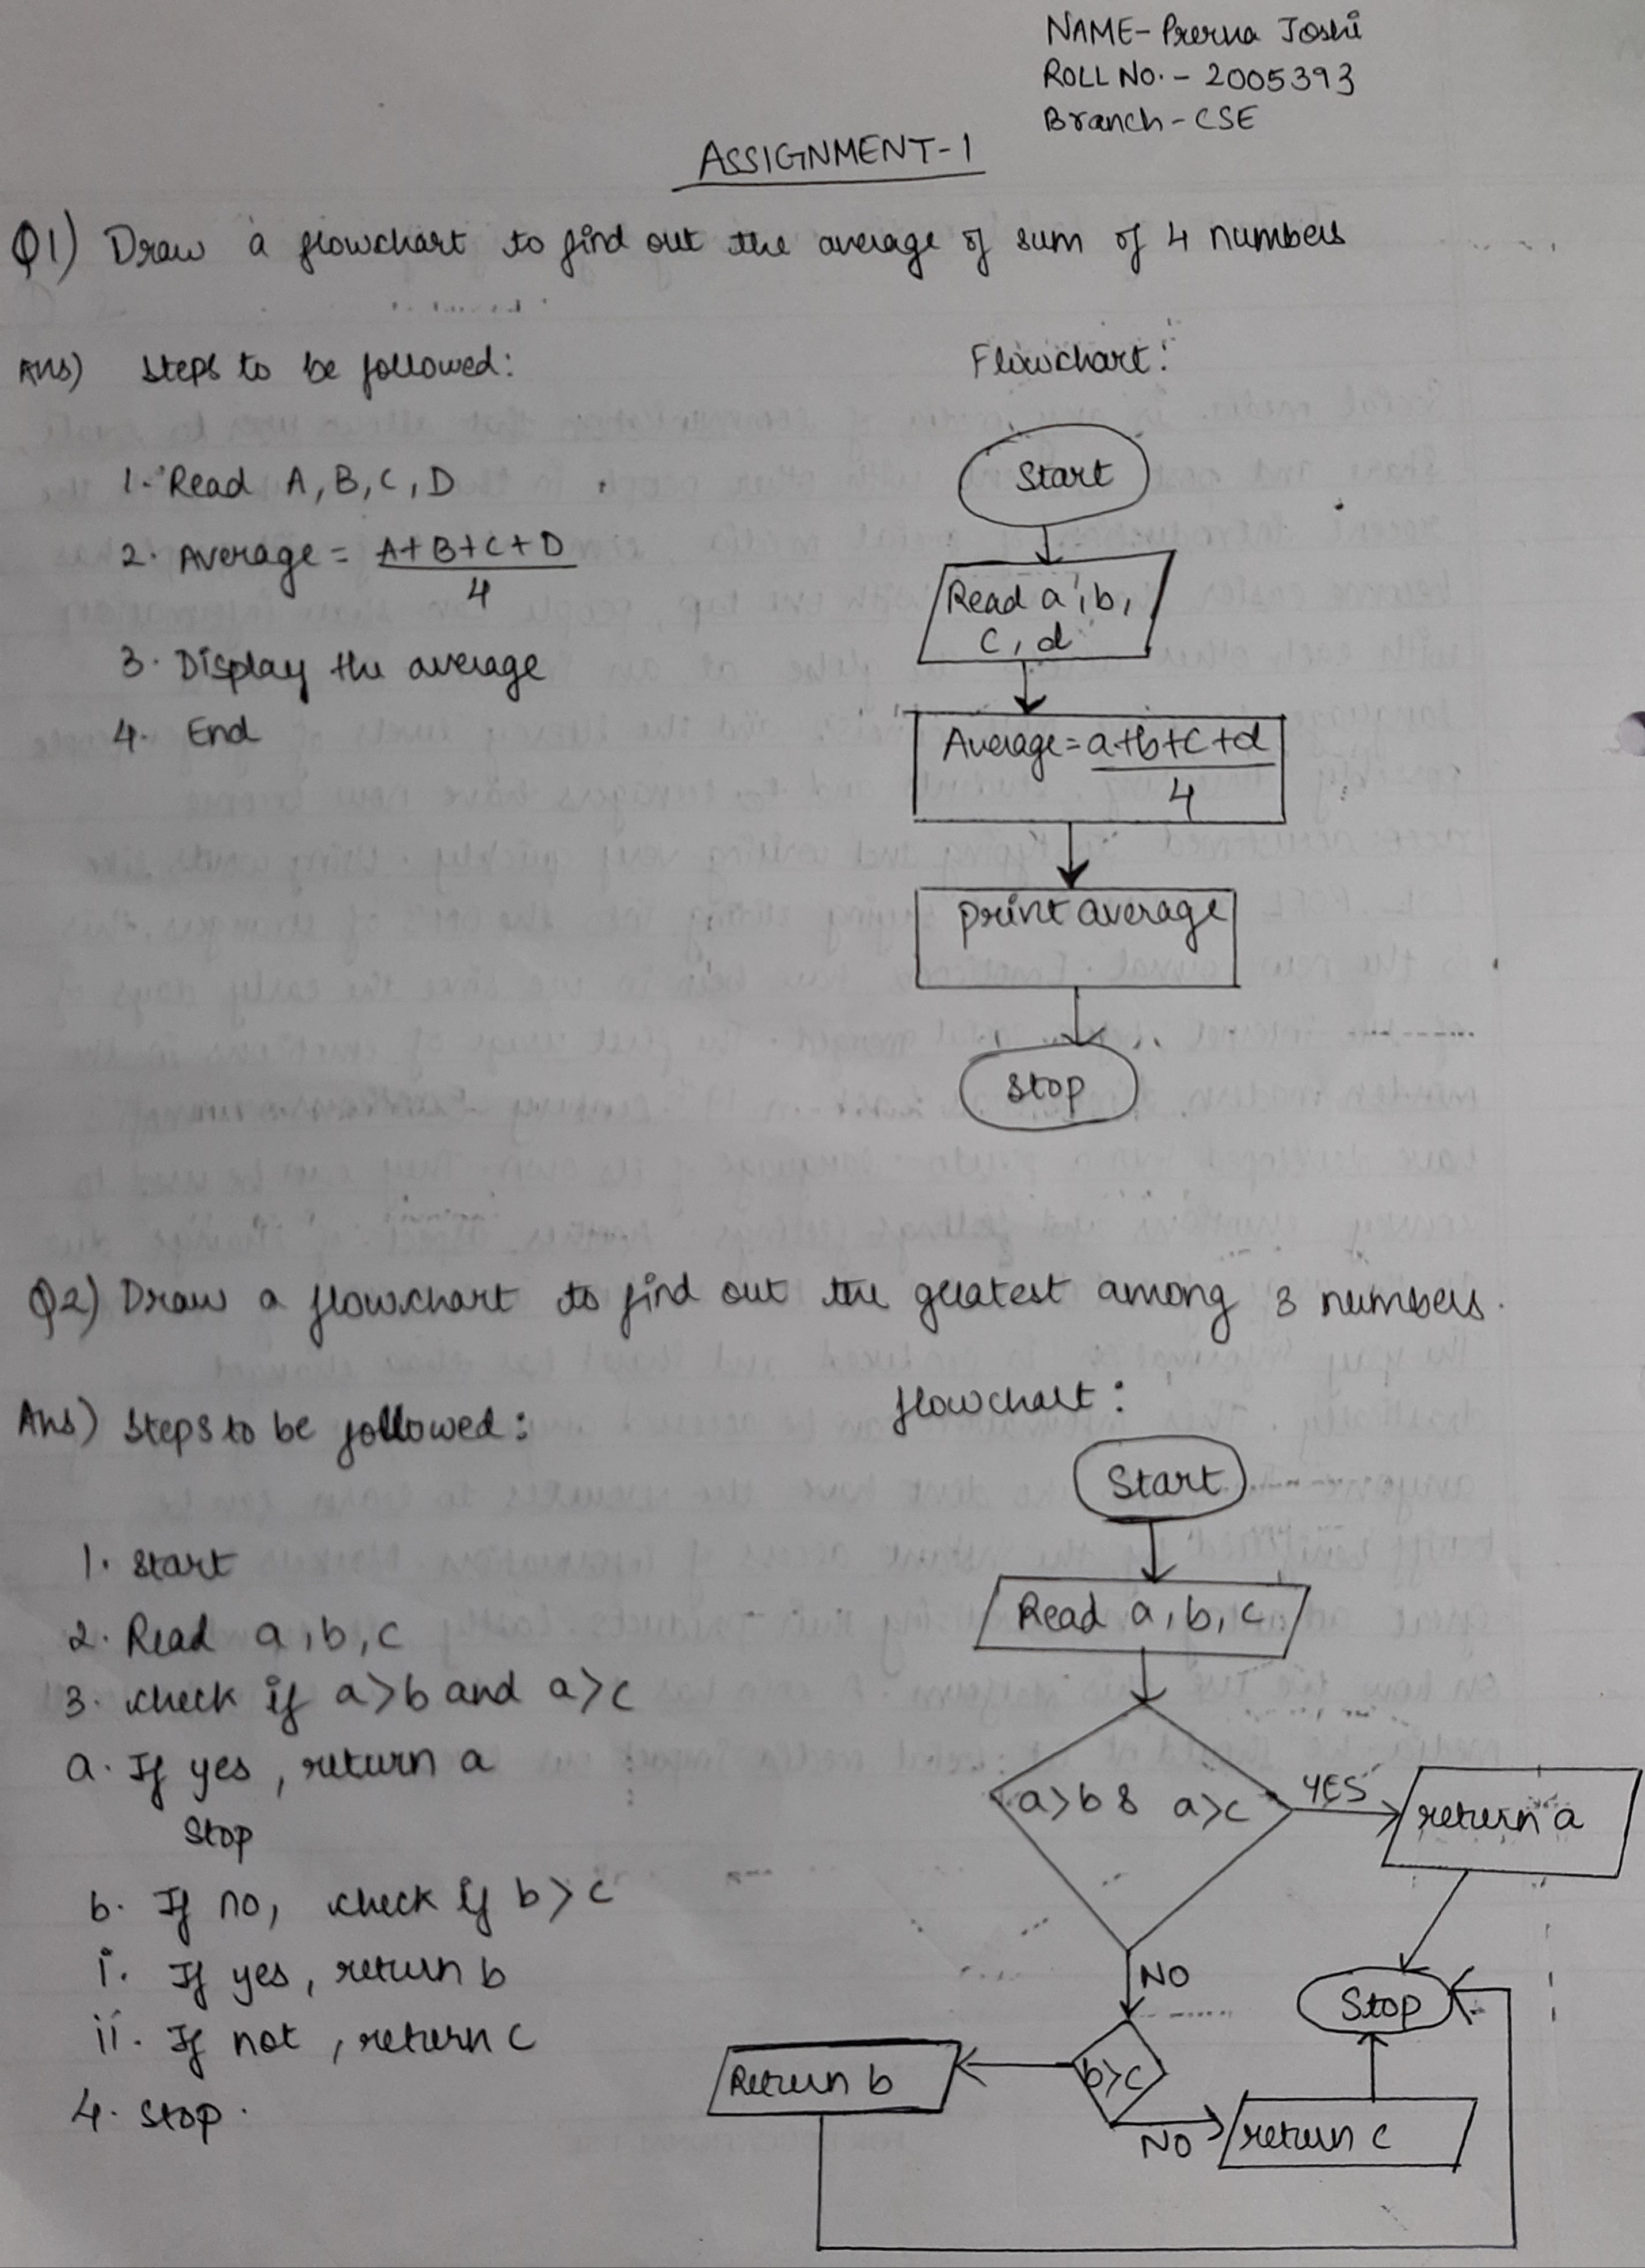 NAME- Prerna Joshi
ROLL NO. - 2005393
Branch - CSE
ASSIGNMENT-1
Q1) Draw a flowchart to find out the average of sum of 4 numbers
Ans) Steps to be followed:
1. Read A, B, C, D
2. Average = A+B+C+D
4
3. Display the average
4. End
Flowchart:
Start
Read a, b,
c, d
Average = a+b+c+d
4
print average
Stop
Q2) Draw a flowchart to find out the greatest among 3 numbers.
Ans) Steps to be followed:
1. Start
2. Read a, b, c
3. check if a>b and a>c
a. If yes, return a
Stop
b. If no, check if b>c
i. If yes, return b
ii. If not, return c
4. Stop.
flowchart:
Start
Read a, b, c
a>b & a>c
YES
return a
NO
Stop
b>c
Return b
NO
return c